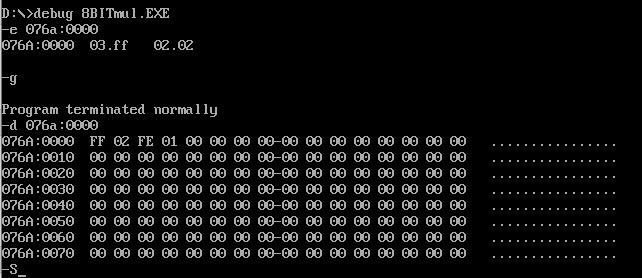 D:\>debug 8BITmul.EXE
-e 076a:0000
076A:0000  03.ff   02.02
-g
Program terminated normally
-d 076a:0000
076A:0000  FF 02 FE 01 00 00 00 00-00 00 00 00 00 00 00 00   ................
076A:0010  00 00 00 00 00 00 00 00-00 00 00 00 00 00 00 00   ................
076A:0020  00 00 00 00 00 00 00 00-00 00 00 00 00 00 00 00   ................
076A:0030  00 00 00 00 00 00 00 00-00 00 00 00 00 00 00 00   ................
076A:0040  00 00 00 00 00 00 00 00-00 00 00 00 00 00 00 00   ................
076A:0050  00 00 00 00 00 00 00 00-00 00 00 00 00 00 00 00   ................
076A:0060  00 00 00 00 00 00 00 00-00 00 00 00 00 00 00 00   ................
076A:0070  00 00 00 00 00 00 00 00-00 00 00 00 00 00 00 00   ................
-S_